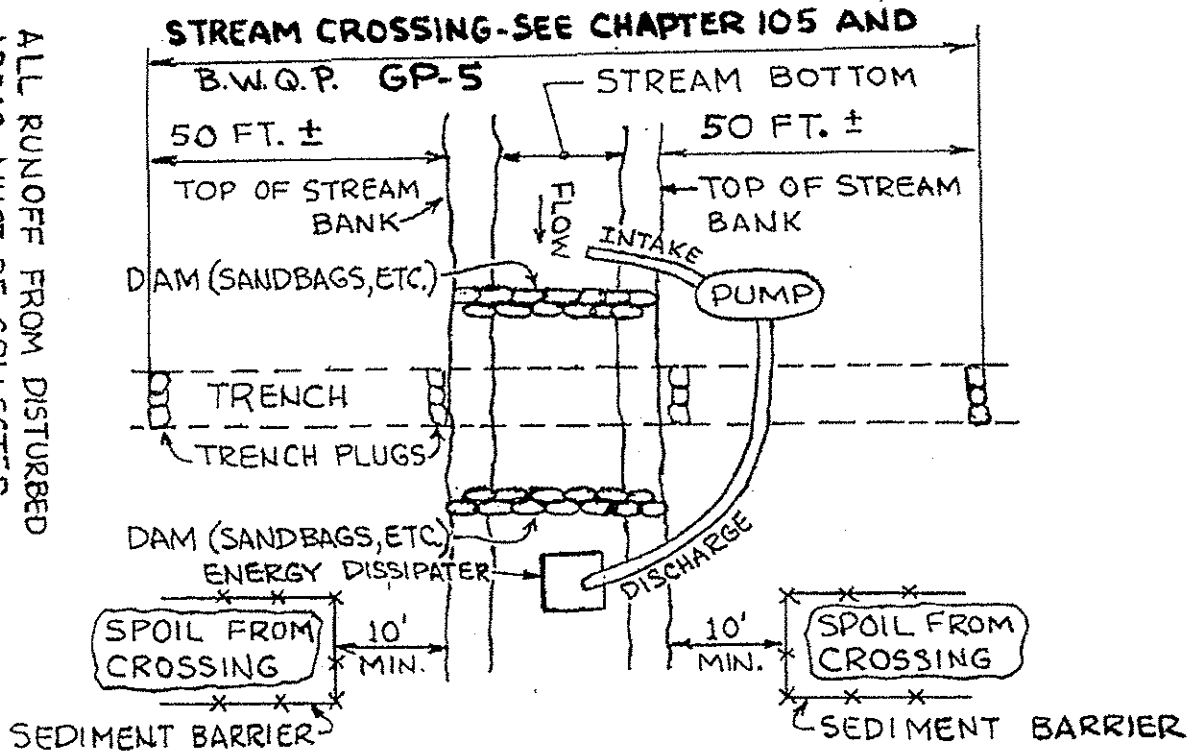 STREAM CROSSING-SEE CHAPTER 105 AND
B.W.Q.P. GP-5
STREAM BOTTOM
50 FT. ±
50 FT. ±
TOP OF STREAM
BANK
FLOW
TOP OF STREAM
BANK
INTAKE
DAM (SANDBAGS, ETC.)
PUMP
TRENCH
TRENCH PLUGS
DAM (SANDBAGS, ETC.)
ENERGY DISSIPATER
DISCHARGE
SPOIL FROM
CROSSING
10'
MIN.
10'
MIN.
SPOIL FROM
CROSSING
SEDIMENT BARRIER
SEDIMENT BARRIER
ALL RUNOFF FROM DISTURBED